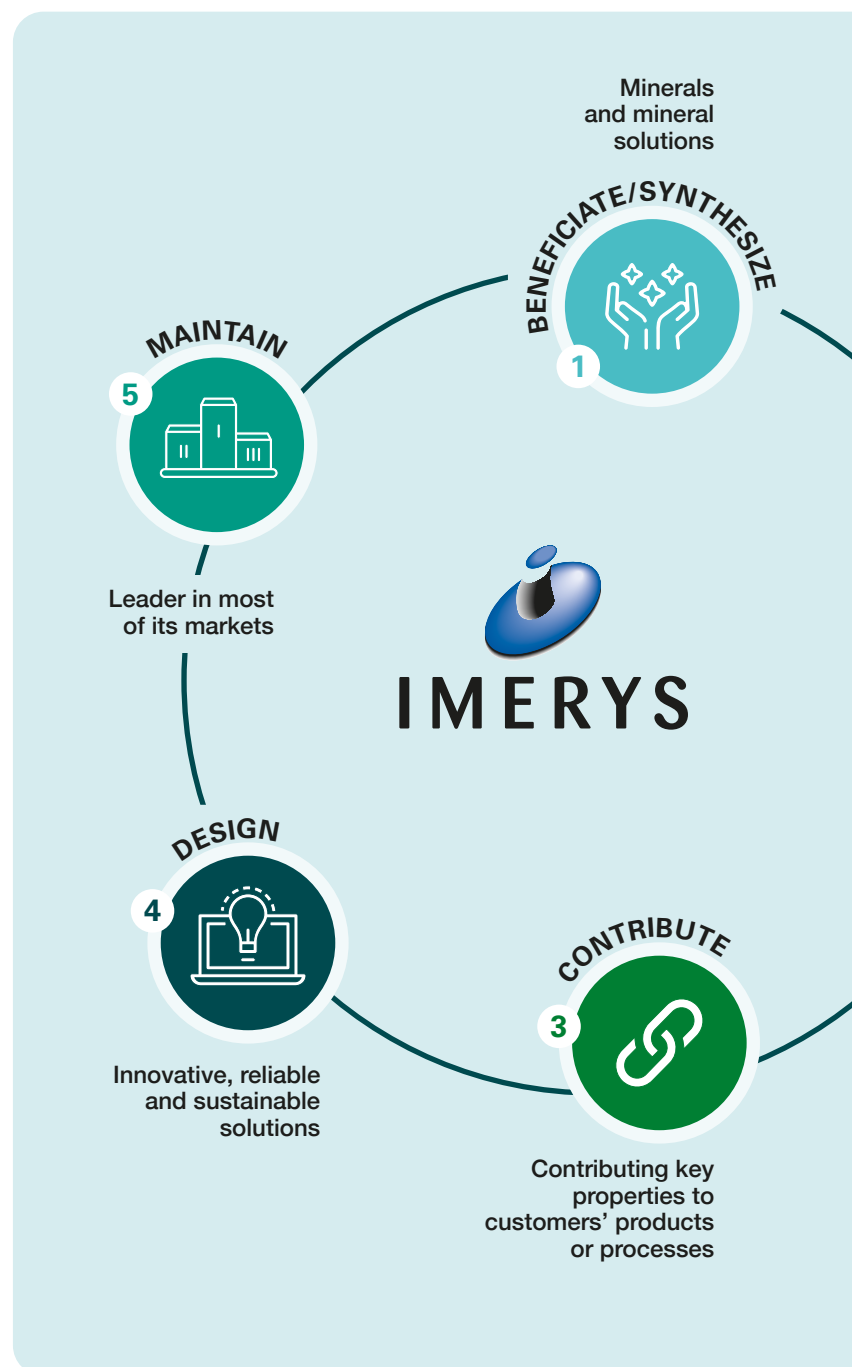 Minerals
and mineral
solutions
BENEFICIATE/SYNTHESIZE
1
MAINTAIN
5
II
I
III
Leader in most
of its markets
IMERYS
DESIGN
4
Innovative, reliable
and sustainable
solutions
CONTRIBUTE
3
Contributing key
properties to
customers’ products
or processes